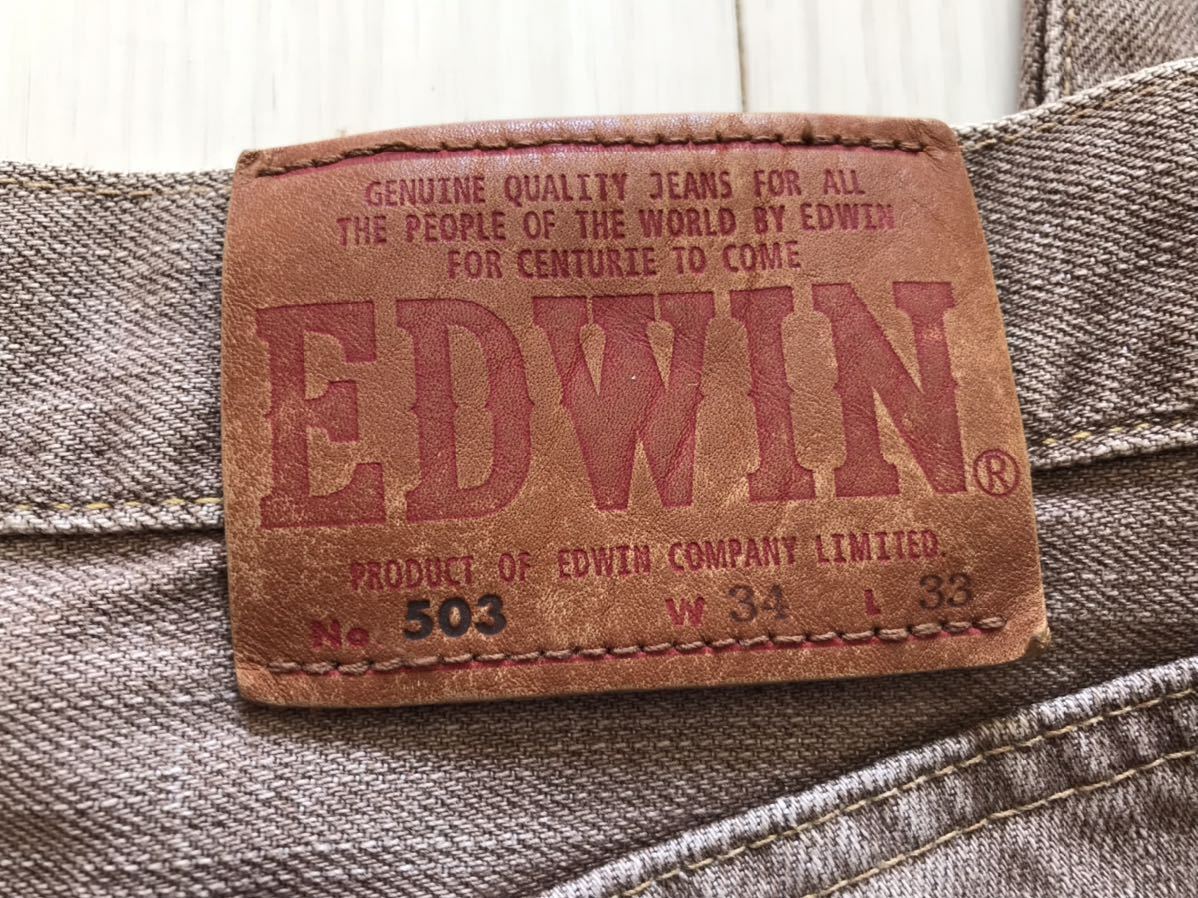 GENUINE QUALITY JEANS FOR ALL
THE PEOPLE OF THE WORLD BY EDWIN
FOR CENTURIE TO COME
EDWIN®
PRODUCT OF EDWIN COMPANY LIMITED.
No. 503 W 34 L 33